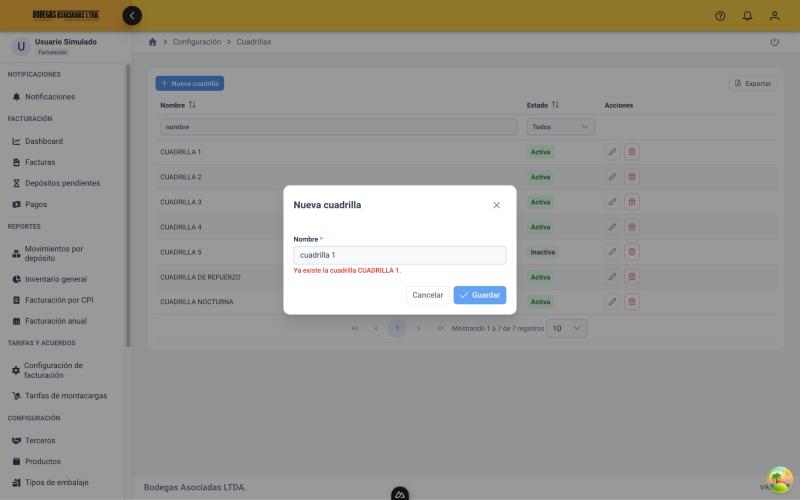 BODEGAS ASOCIADAS LTDA.
U
Usuario Simulado
Facturación
Configuración
Cuadrillas
NOTIFICACIONES
Notificaciones
FACTURACIÓN
Dashboard
Facturas
Depósitos pendientes
Pagos
REPORTES
Movimientos por
depósito
Inventario general
Facturación por CPI
Facturación anual
TARIFAS Y ACUERDOS
Configuración de
facturación
Tarifas de montacargas
CONFIGURACIÓN
Terceros
Productos
Tipos de embalaje
Nueva cuadrilla
Exportar
Nombre Estado Acciones
nombre Todos
CUADRILLA 1 Activa
CUADRILLA 2 Activa
CUADRILLA 3 Activa
CUADRILLA 4 Activa
CUADRILLA 5 Inactiva
CUADRILLA DE REFUERZO Activa
CUADRILLA NOCTURNA Activa
Nueva cuadrilla
Nombre *
cuadrilla 1
Ya existe la cuadrilla CUADRILLA 1.
Cancelar Guardar
1 Mostrando 1 a 7 de 7 registros 10
Bodegas Asociadas LTDA.